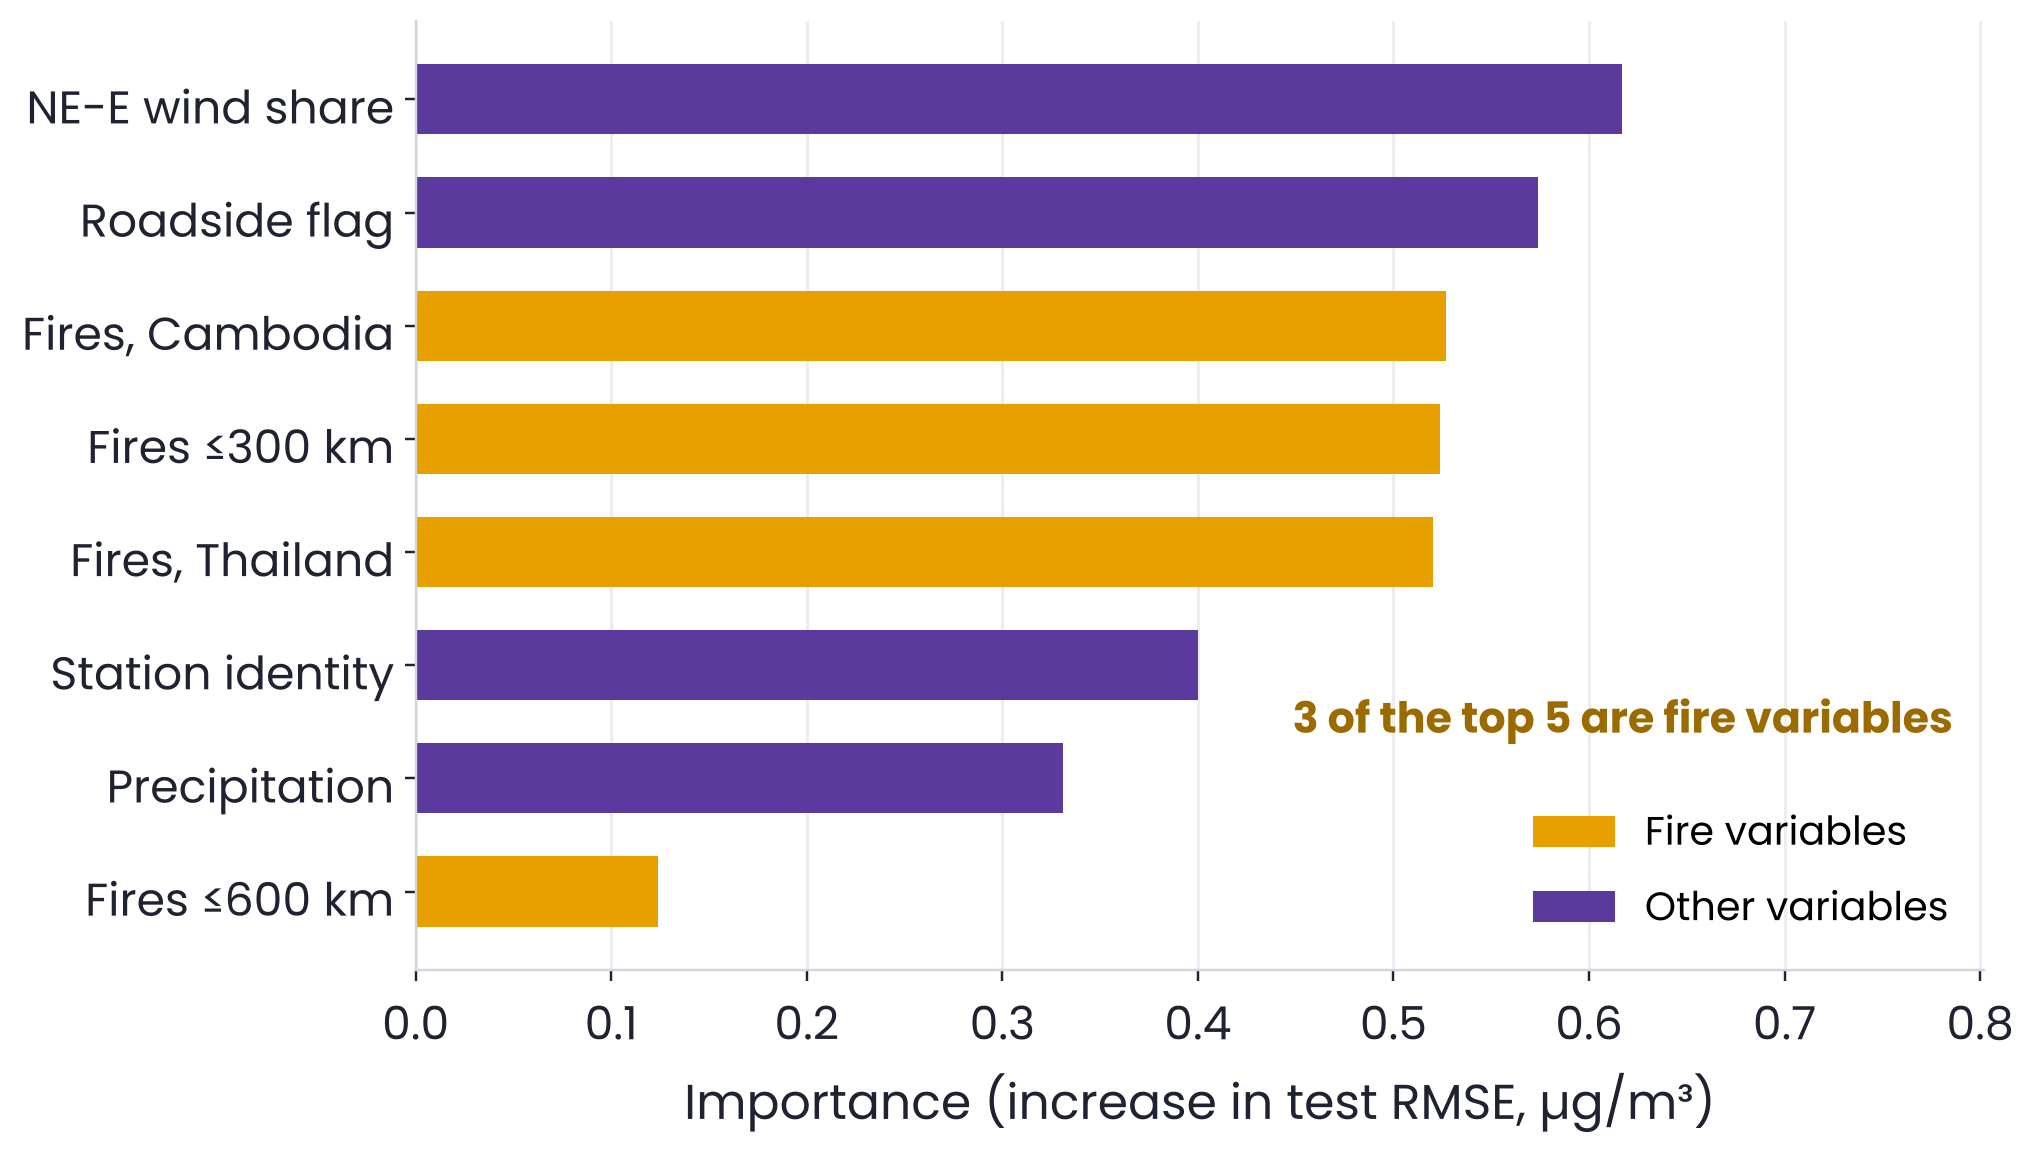 NE-E wind share
Roadside flag
Fires, Cambodia
Fires ≤300 km
Fires, Thailand
Station identity
3 of the top 5 are fire variables
Precipitation
Fire variables
Fires ≤600 km
Other variables
0.0 0.1 0.2 0.3 0.4 0.5 0.6 0.7 0.8
Importance (increase in test RMSE, µg/m³)